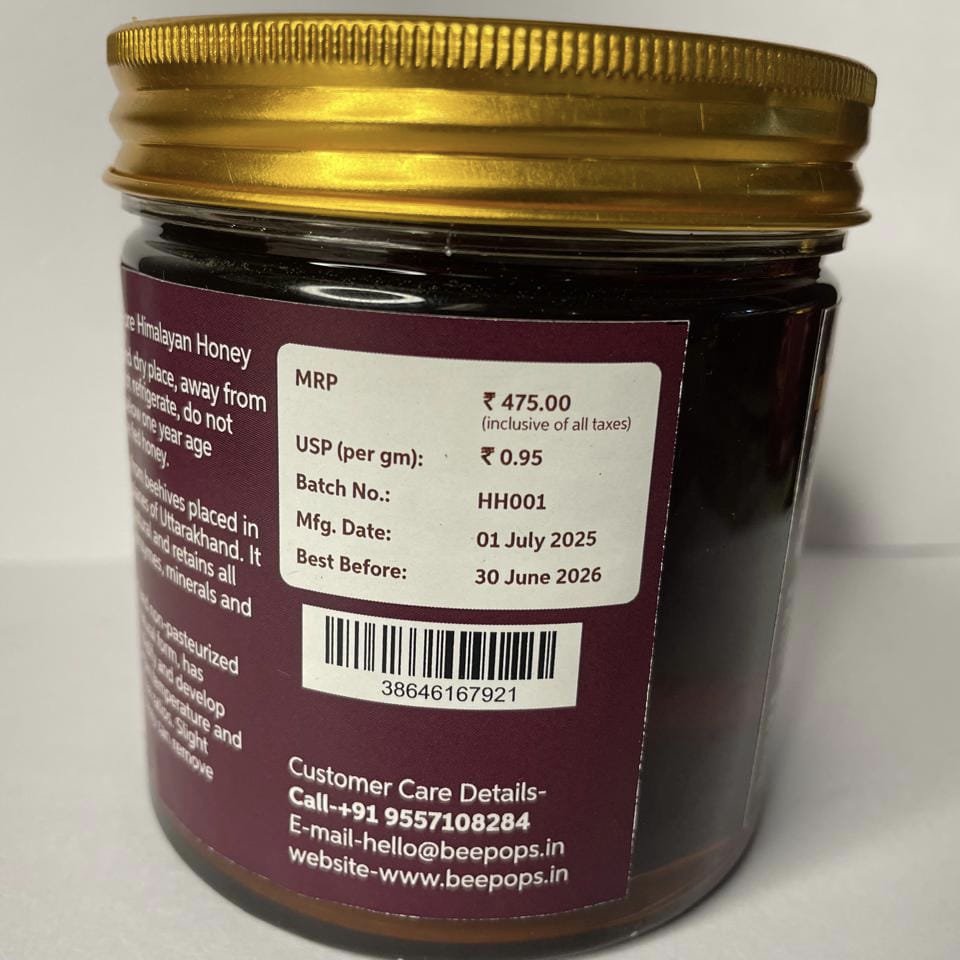 Himalayan Honey
dry place, away from
refrigerate, do not
one year age
honey.
beehives placed in
of Uttarakhand. It
and retains all
minerals and
non-pasteurized
form, has
and develop
temperature and
Slight
remove
MRP
₹ 475.00
(inclusive of all taxes)
USP (per gm): ₹ 0.95
Batch No.: HH001
Mfg. Date: 01 July 2025
Best Before: 30 June 2026
38646167921
Customer Care Details-
Call-+91 9557108284
E-mail-hello@beepops.in
website-www.beepops.in